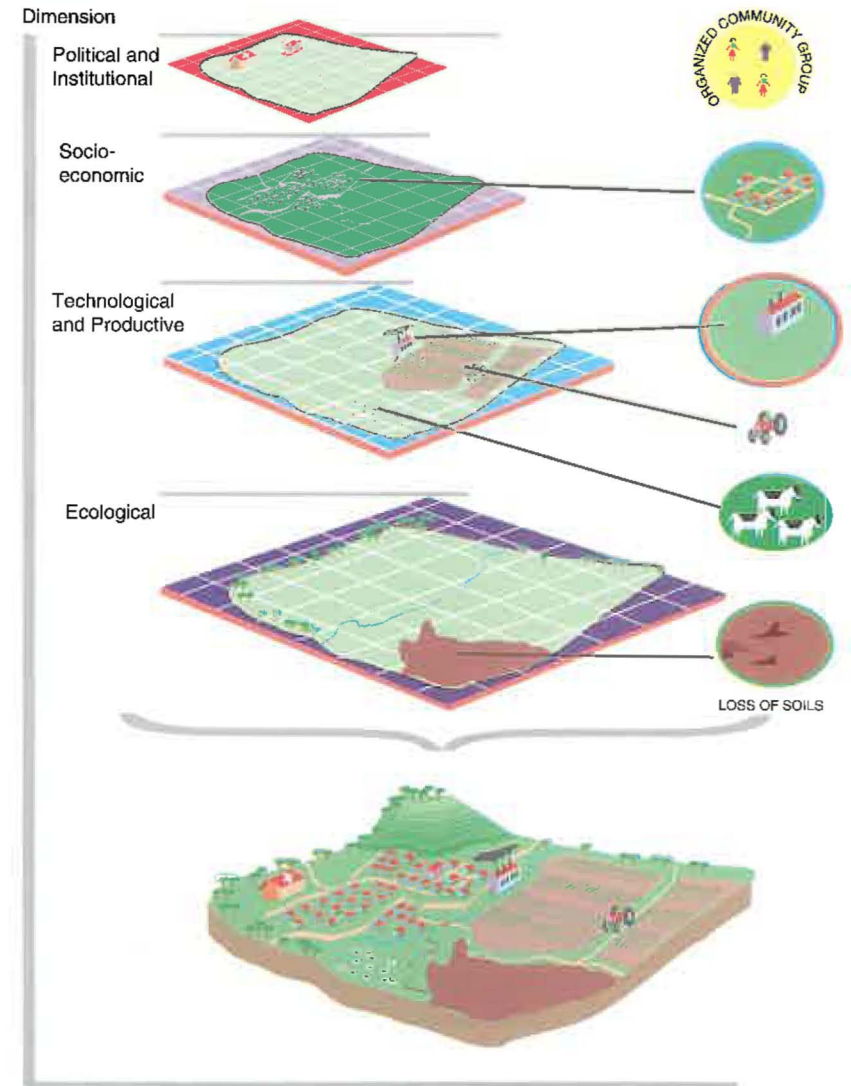 Dimension
Political and
Institutional
ORGANIZED COMMUNITY GROUP
Socio-
economic
Technological
and Productive
Ecological
LOSS OF SOILS